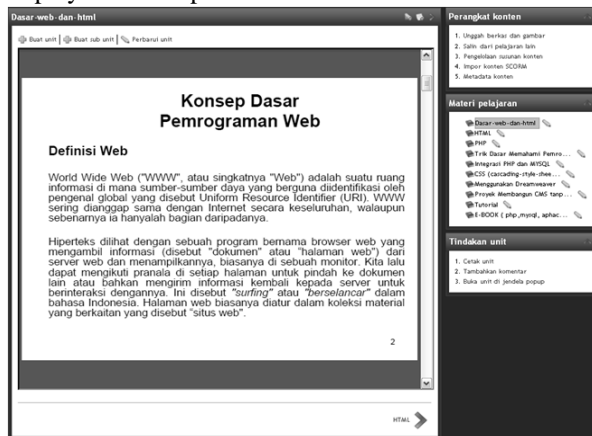 Dasar-web-dan-html
Buat unit | Buat sub unit | Perbarui unit
Konsep Dasar
Pemrograman Web
Definisi Web
World Wide Web ("WWW", atau singkatnya "Web") adalah suatu ruang
informasi di mana sumber-sumber daya yang berguna diidentifikasi oleh
pengenal global yang disebut Uniform Resource Identifier (URI). WWW
sering dianggap sama dengan Internet secara keseluruhan, walaupun
sebenarnya ia hanyalah bagian daripadanya.
Hiperteks dilihat dengan sebuah program bernama browser web yang
mengambil informasi (disebut "dokumen" atau "halaman web") dari
server web dan menampilkannya, biasanya di sebuah monitor. Kita lalu
dapat mengikuti pranala di setiap halaman untuk pindah ke dokumen
lain atau bahkan mengirim informasi kembali kepada server untuk
berinteraksi dengannya. Ini disebut "surfing" atau "berselancar" dalam
bahasa Indonesia. Halaman web biasanya diatur dalam koleksi material
yang berkaitan yang disebut "situs web".
2
HTML
Perangkat konten
1. Unggah berkas dan gambar
2. Salin dari pelajaran lain
3. Pengelolaan susunan konten
4. Impor konten SCORM
5. Metadata konten
Materi pelajaran
Dasar-web-dan-html
HTML
PHP
Trik Dasar Memahami Pemro...
Integrasi PHP dan MYSQL
CSS (cascading-style-shee...
Menggunakan Dreamweaver
Proyek Membangun CMS tanp...
Tutorial
E-BOOK ( php,mysql, aphac...
Tindakan unit
1. Cetak unit
2. Tambahkan komentar
3. Buka unit di jendela popup